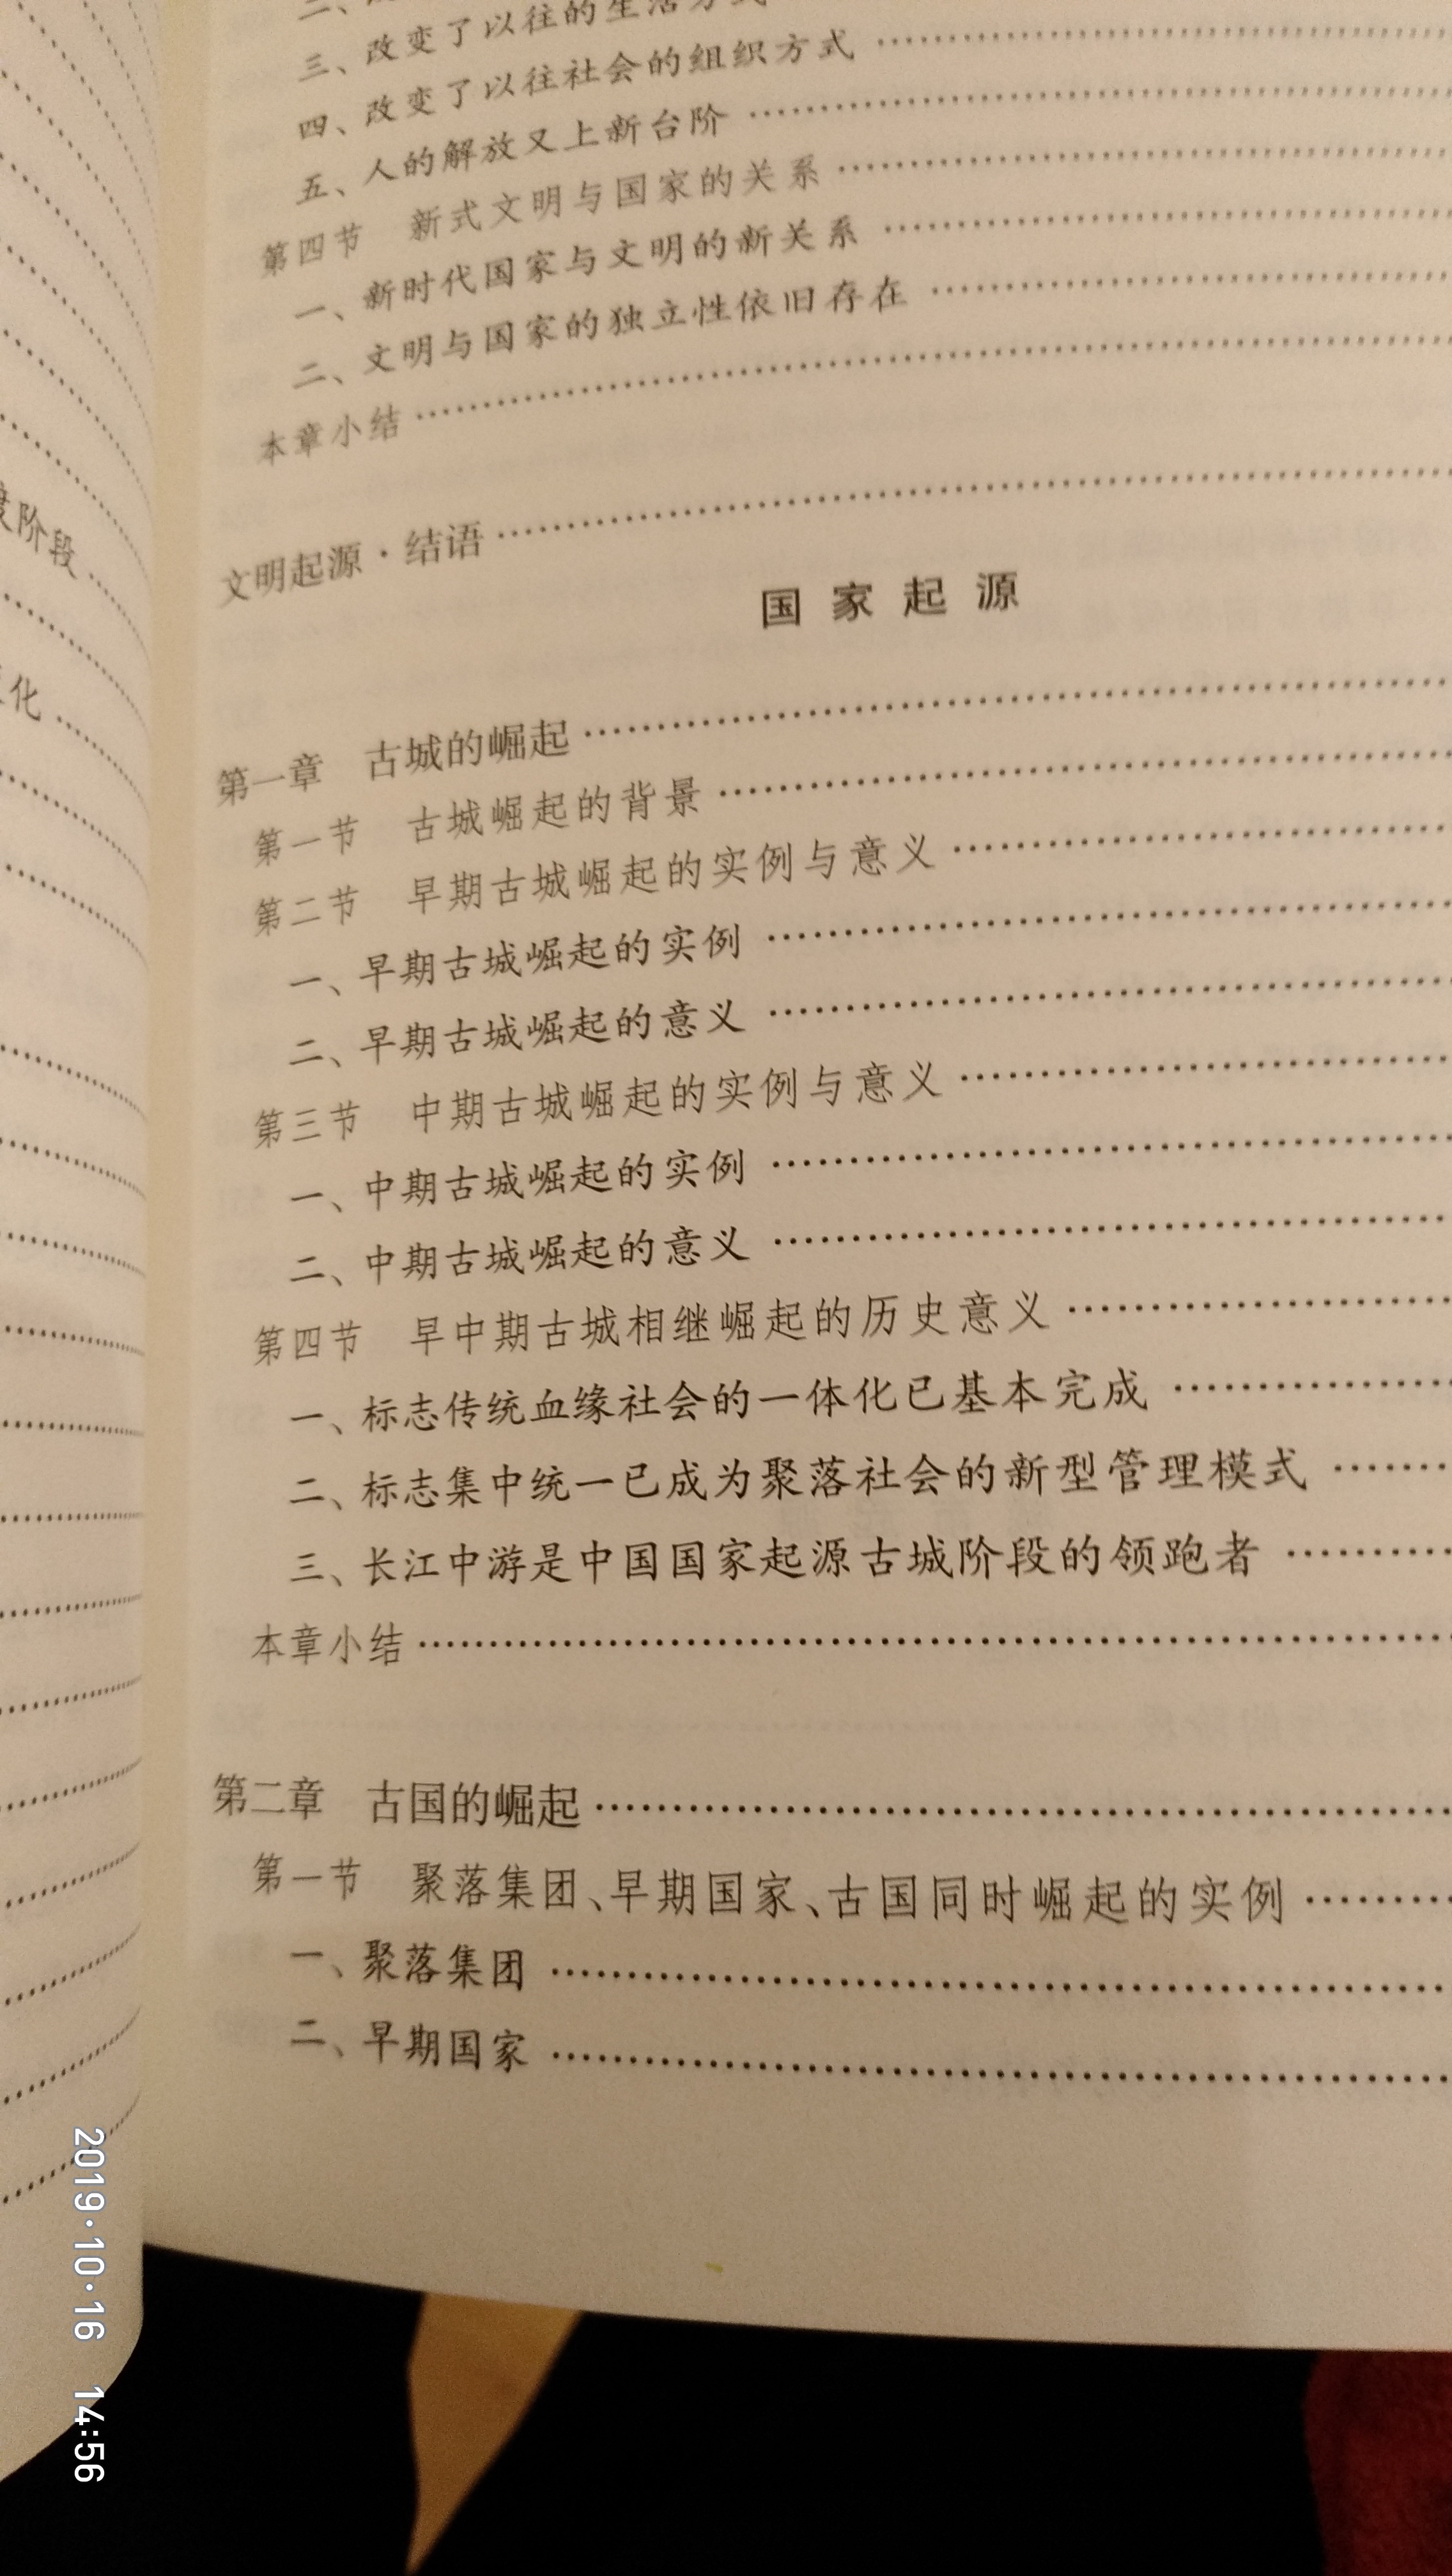 三、改变了以往的生活方式
四、改变了以往社会的组织方式
五、人的解放又上新台阶
第四节 新式文明与国家的关系
一、新时代国家与文明的新关系
二、文明与国家的独立性依旧存在
本章小结
文明起源·结语
国家起源
第一章 古城的崛起
第一节 古城崛起的背景
第二节 早期古城崛起的实例与意义
一、早期古城崛起的实例
二、早期古城崛起的意义
第三节 中期古城崛起的实例与意义
一、中期古城崛起的实例
二、中期古城崛起的意义
第四节 早中期古城相继崛起的历史意义
一、标志传统血缘社会的一体化已基本完成
二、标志集中统一已成为聚落社会的新型管理模式
三、长江中游是中国国家起源古城阶段的领跑者
本章小结
第二章 古国的崛起
第一节 聚落集团、早期国家、古国同时崛起的实例
一、聚落集团
二、早期国家
阶段
化
2019·10·16 14:56